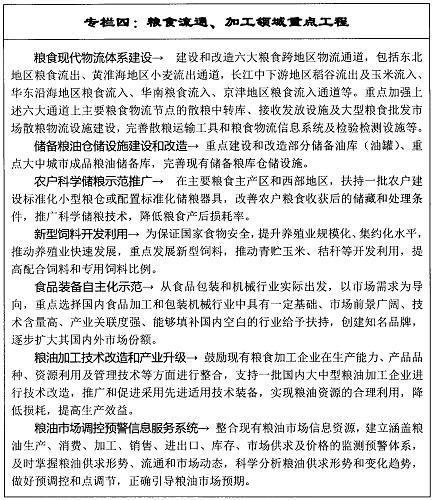 专栏四：粮食流通、加工领域重点工程
粮食现代物流体系建设→ 建设和改造六大粮食跨地区物流通道，包括东北
地区粮食流出、黄淮海地区小麦流出通道，长江中下游地区稻谷流出及玉米流入、
华东沿海地区粮食流入、华南粮食流入、京津地区粮食流入通道等。重点加强上
述六大通道上主要粮食物流节点的散粮中转库、接收发放设施及大型粮食批发市
场散粮物流设施建设，完善散粮运输工具和粮食物流信息系统及检验检测设施等。
储备粮油仓储设施建设和改造→ 重点建设和改造部分储备油库（油罐）、重
点大中城市成品粮油储备库，完善现有储备粮库仓储设施。
农户科学储粮示范推广→ 在主要粮食主产区和西部地区，扶持一批农户建
设标准化小型粮仓或配置标准化储粮器具，改善农户粮食收获后的储藏和处理条
件，推广科学储粮技术，降低粮食产后损耗率。
新型饲料开发利用→ 为保证国家食物安全，提升养殖业规模化、集约化水平，
推动养殖业快速发展，重点发展新型饲料，推动青贮玉米、秸秆等开发利用，提
高配合饲料和专用饲料比例。
食品装备自主化示范→ 从食品包装和机械行业实际出发，以市场需求为导
向，重点选择国内食品加工和包装机械行业中具有一定基础、市场前景广阔、技
术含量高、产业关联度强、能够填补国内空白的行业给予扶持，创建知名品牌，
逐步扩大其国内外市场份额。
粮油加工技术改造和产业升级→ 鼓励现有粮食加工企业在生产能力、产品品
种、资源利用及管理技术等方面进行整合，支持一批国内大中型粮油加工企业进
行技术改造，推广和促进采用先进适用技术装备，实现粮油资源的合理利用，降
低损耗，提高生产效益。
粮油市场调控预警信息服务系统→ 整合现有粮油市场信息资源，建立涵盖粮
油生产、消费、加工、销售、进出口、库存、市场供求及价格的监测预警体系，
及时掌握粮油供求形势、流通和市场动态，科学分析粮油供求形势和变化趋势，
做好预调控和点调节，正确引导粮油市场预期。